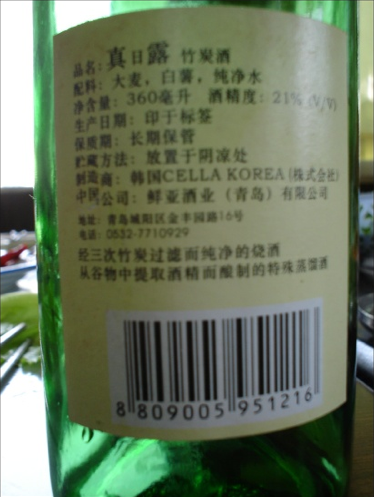 品名: 真日露 竹炭酒
配料: 大麦, 白薯, 纯净水
净含量: 360毫升 酒精度: 21% (V/V)
生产日期: 印于标签
保质期: 长期保管
贮藏方法: 放置于阴凉处
制造商: 韩国CELLA KOREA(株式会社)
中国公司: 鲜亚酒业 (青岛) 有限公司
地址: 青岛城阳区金丰园路16号
电话: 0532-7710929
经三次竹炭过滤而纯净的烧酒
从谷物中提取酒精而酿制的特殊蒸馏酒
8 809005 951216